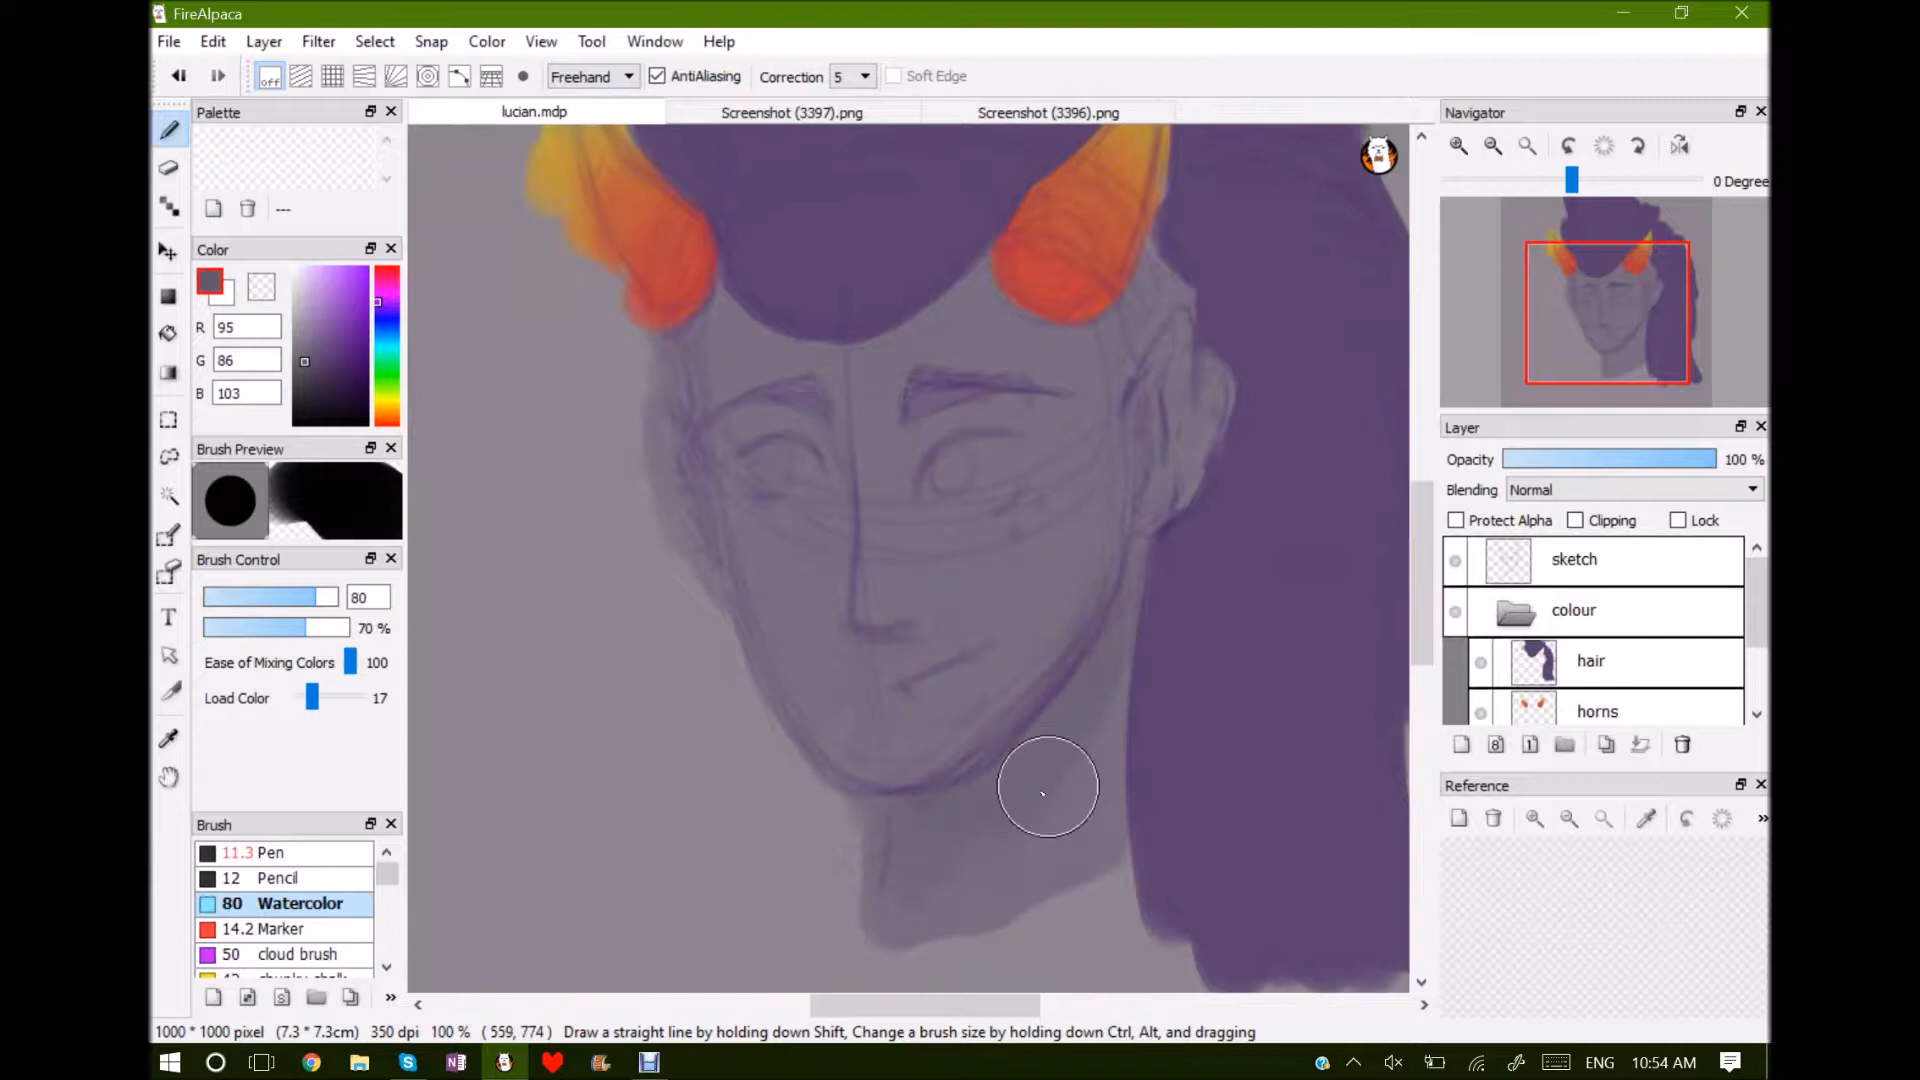 FireAlpaca
File Edit Layer Filter Select Snap Color View Tool Window Help
off Freehand AntiAliasing Correction 5 Soft Edge
Palette
lucian.mdp Screenshot (3397).png Screenshot (3396).png
Navigator
0 Degree
---
Color
R 95
G 86
B 103
Brush Preview
Layer
Opacity 100 %
Blending Normal
Protect Alpha Clipping Lock
sketch
colour
hair
horns
8 1
Brush Control
80
70 %
Ease of Mixing Colors 100
Load Color 17
T
Reference
Brush
11.3 Pen
12 Pencil
80 Watercolor
14.2 Marker
50 cloud brush
S
1000 * 1000 pixel (7.3 * 7.3cm) 350 dpi 100 % ( 559, 774 ) Draw a straight line by holding down Shift, Change a brush size by holding down Ctrl, Alt, and dragging
ENG 10:54 AM